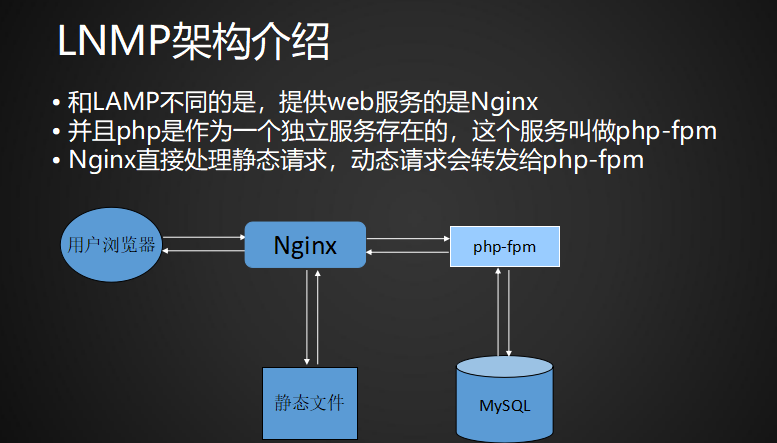 LNMP架构介绍
• 和LAMP不同的是，提供web服务的是Nginx
• 并且php是作为一个独立服务存在的，这个服务叫做php-fpm
• Nginx直接处理静态请求，动态请求会转发给php-fpm
用户浏览器
Nginx
php-fpm
静态文件
MySQL